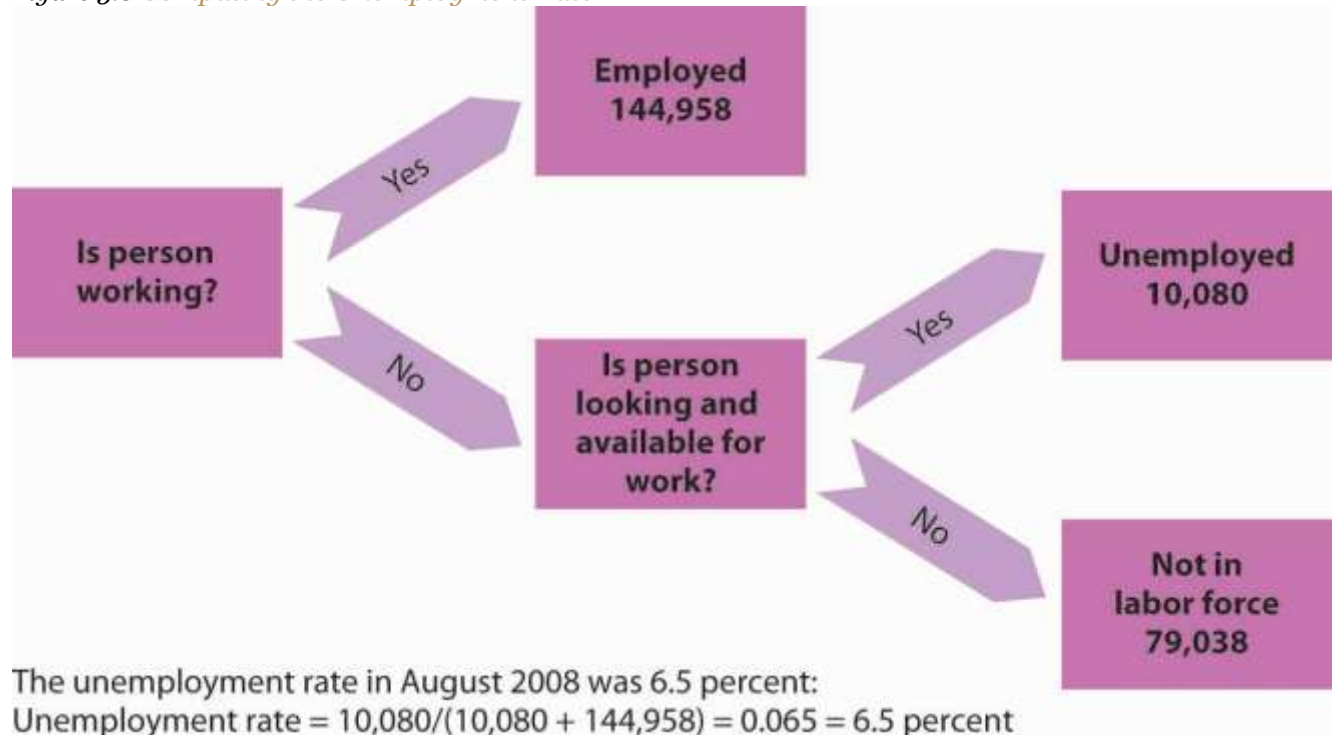 Employed
144,958
Yes
Is person
working?
No
Is person
looking and
available for
work?
Yes
Unemployed
10,080
No
Not in
labor force
79,038
The unemployment rate in August 2008 was 6.5 percent:
Unemployment rate = 10,080/(10,080 + 144,958) = 0.065 = 6.5 percent